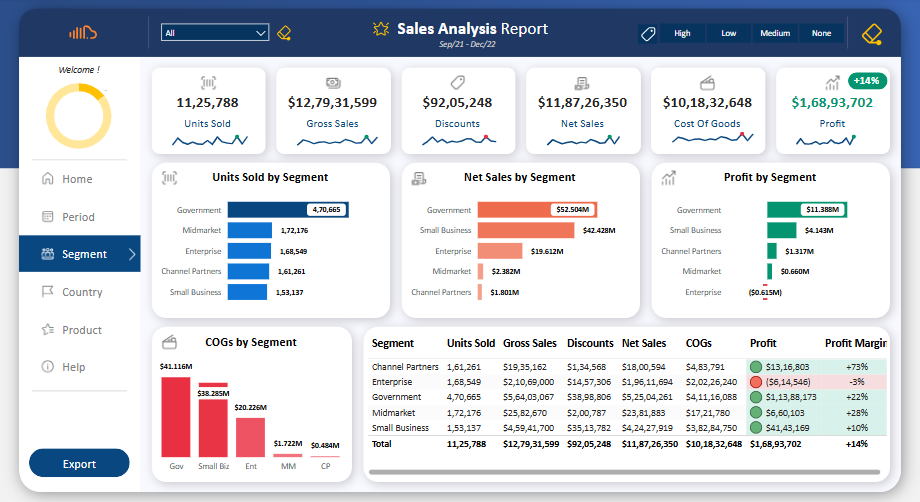 All
Sales Analysis Report
Sep/21 - Dec/22
High Low Medium None
Welcome !
Home
Period
Segment
Country
Product
Help
Export
11,25,788
Units Sold
$12,79,31,599
Gross Sales
$92,05,248
Discounts
$11,87,26,350
Net Sales
$10,18,32,648
Cost Of Goods
+14%
$1,68,93,702
Profit
Units Sold by Segment
Government 4,70,665
Midmarket 1,72,176
Enterprise 1,68,549
Channel Partners 1,61,261
Small Business 1,53,137
Net Sales by Segment
Government $52.504M
Small Business $42.428M
Enterprise $19.612M
Midmarket $2.382M
Channel Partners $1.801M
Profit by Segment
Government $11.388M
Small Business $4.143M
Channel Partners $1.317M
Midmarket $0.660M
Enterprise ($0.615M)
COGs by Segment
$41.116M
$38.285M
$20.226M
$1.722M
$0.484M
Gov Small Biz Ent MM CP
Segment Units Sold Gross Sales Discounts Net Sales COGs Profit Profit Margin
Channel Partners 1,61,261 $19,35,162 $1,34,568 $18,00,594 $4,83,791 $13,16,803 +73%
Enterprise 1,68,549 $2,10,69,000 $14,57,306 $1,96,11,694 $2,02,26,240 ($6,14,546) -3%
Government 4,70,665 $5,64,03,067 $38,98,806 $5,25,04,261 $4,11,16,088 $1,13,88,173 +22%
Midmarket 1,72,176 $25,82,670 $2,00,787 $23,81,883 $17,21,780 $6,60,103 +28%
Small Business 1,53,137 $4,59,41,700 $35,13,782 $4,24,27,919 $3,82,84,750 $41,43,169 +10%
Total 11,25,788 $12,79,31,599 $92,05,248 $11,87,26,350 $10,18,32,648 $1,68,93,702 +14%